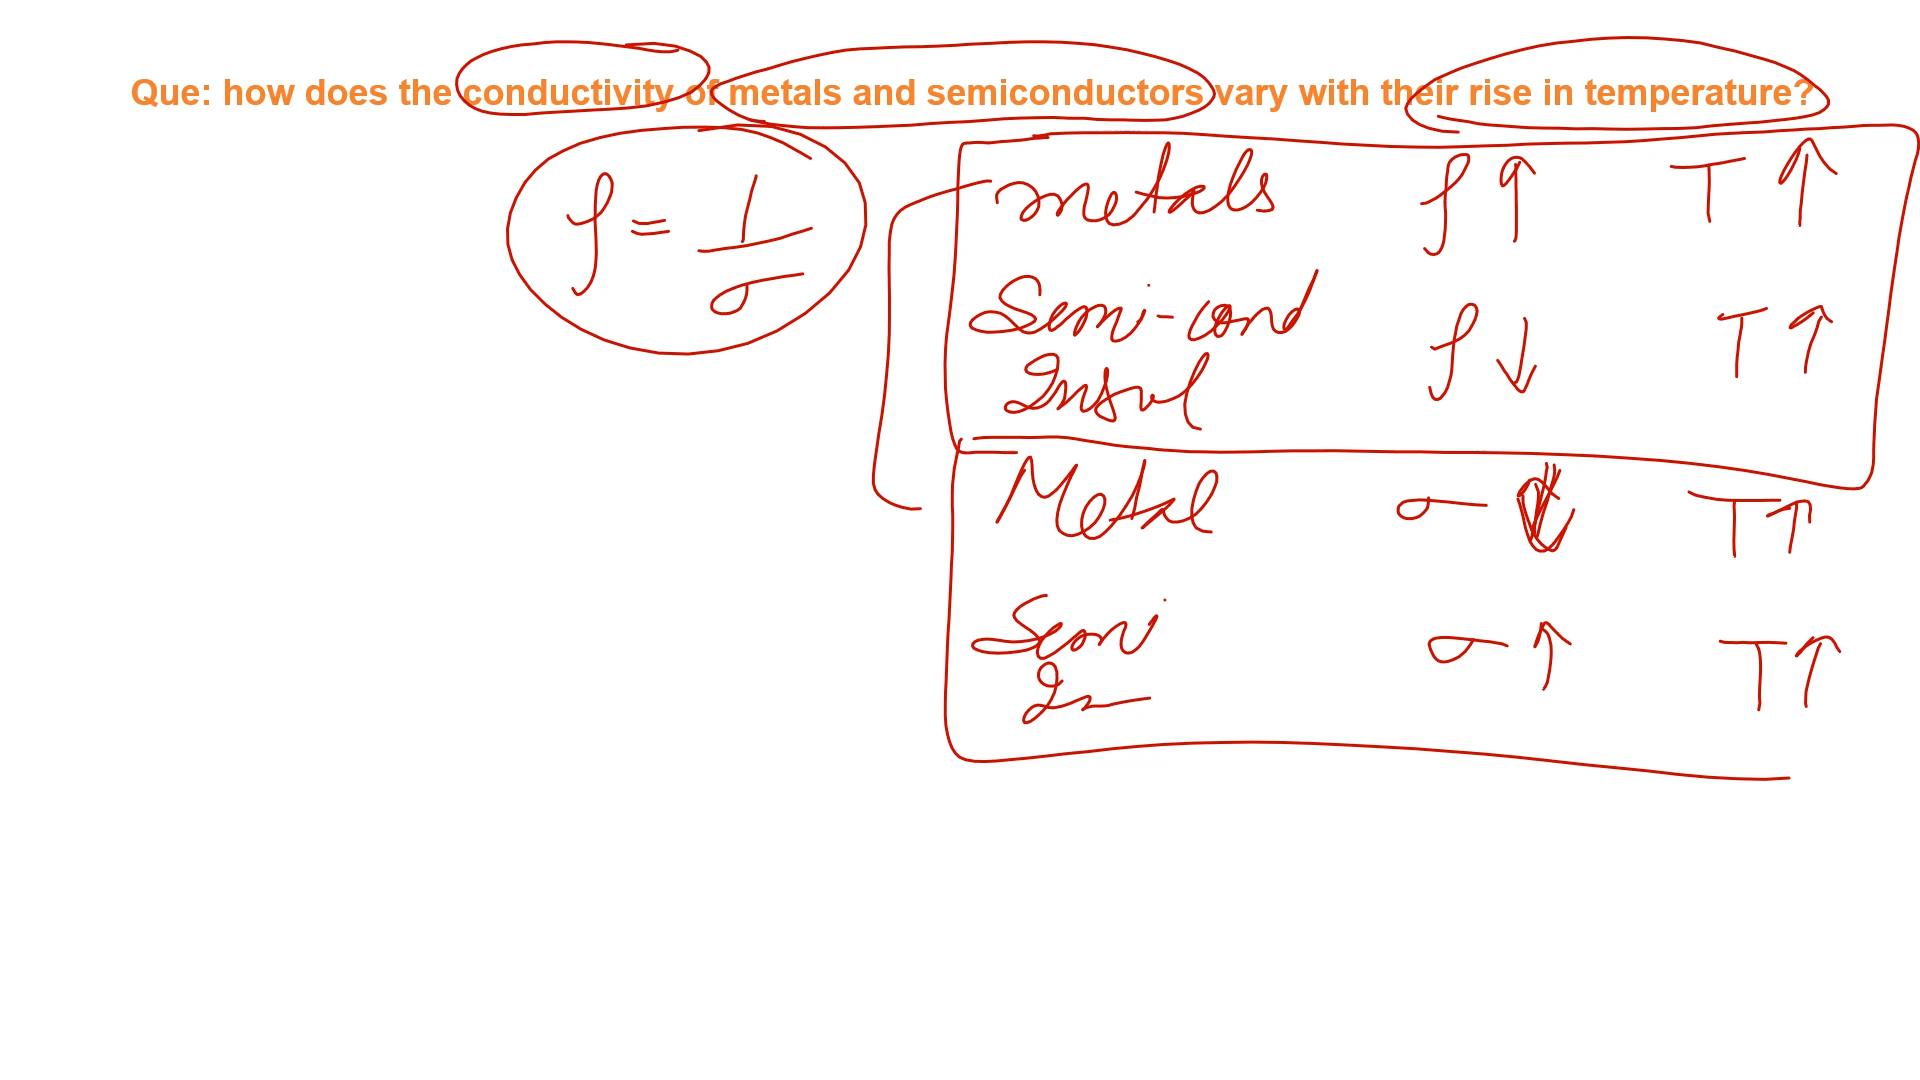 Que: how does the conductivity of metals and semiconductors vary with their rise in temperature?
ρ = 1/σ
metals ρ ↑ T ↑
Semi-cond ρ ↓ T ↑
Insul
Metal σ ↓ T ↑
Semi σ ↑ T ↑
In